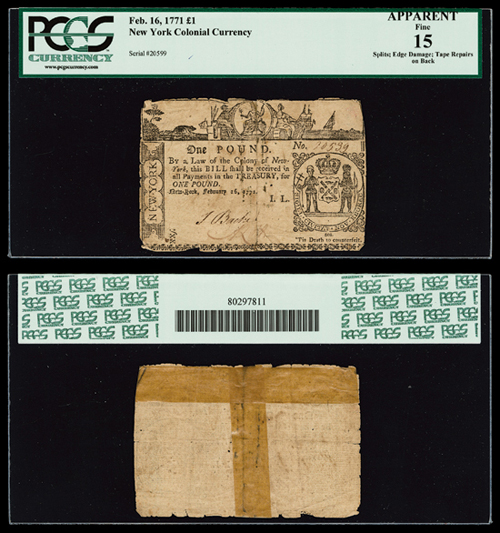 PCGS
CURRENCY
www.pcgscurrency.com
Feb. 16, 1771 £1
New York Colonial Currency
Serial #20599
APPARENT
Fine
15
Splits; Edge Damage; Tape Repairs
on Back
One POUND.
No.
By a Law of the Colony of New-
York, this BILL shall be received in
all Payments in the TREASURY, for
ONE POUND.
New-York, February 16, 1771.
I. L.
NEW-YORK
'Tis Death to counterfeit.
PCGS PCGS PCGS PCGS
80297811